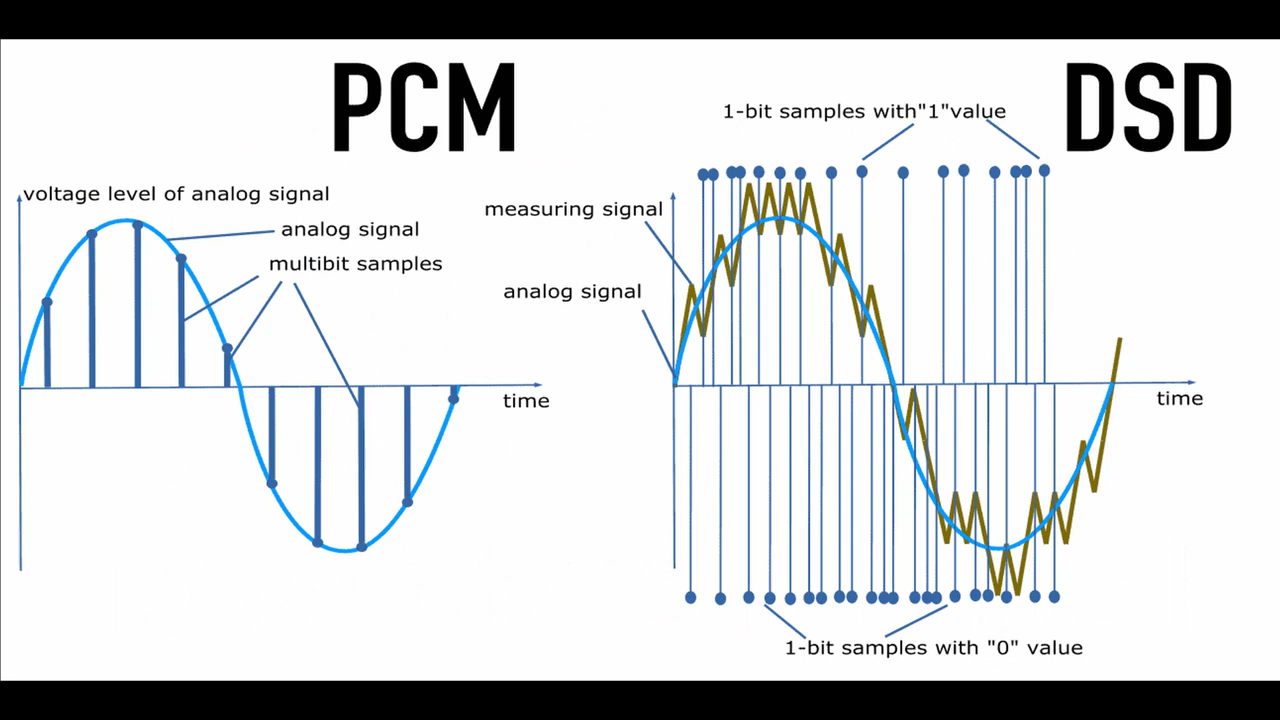 PCM
voltage level of analog signal
analog signal
multibit samples
time
DSD
1-bit samples with"1"value
measuring signal
analog signal
time
1-bit samples with "0" value